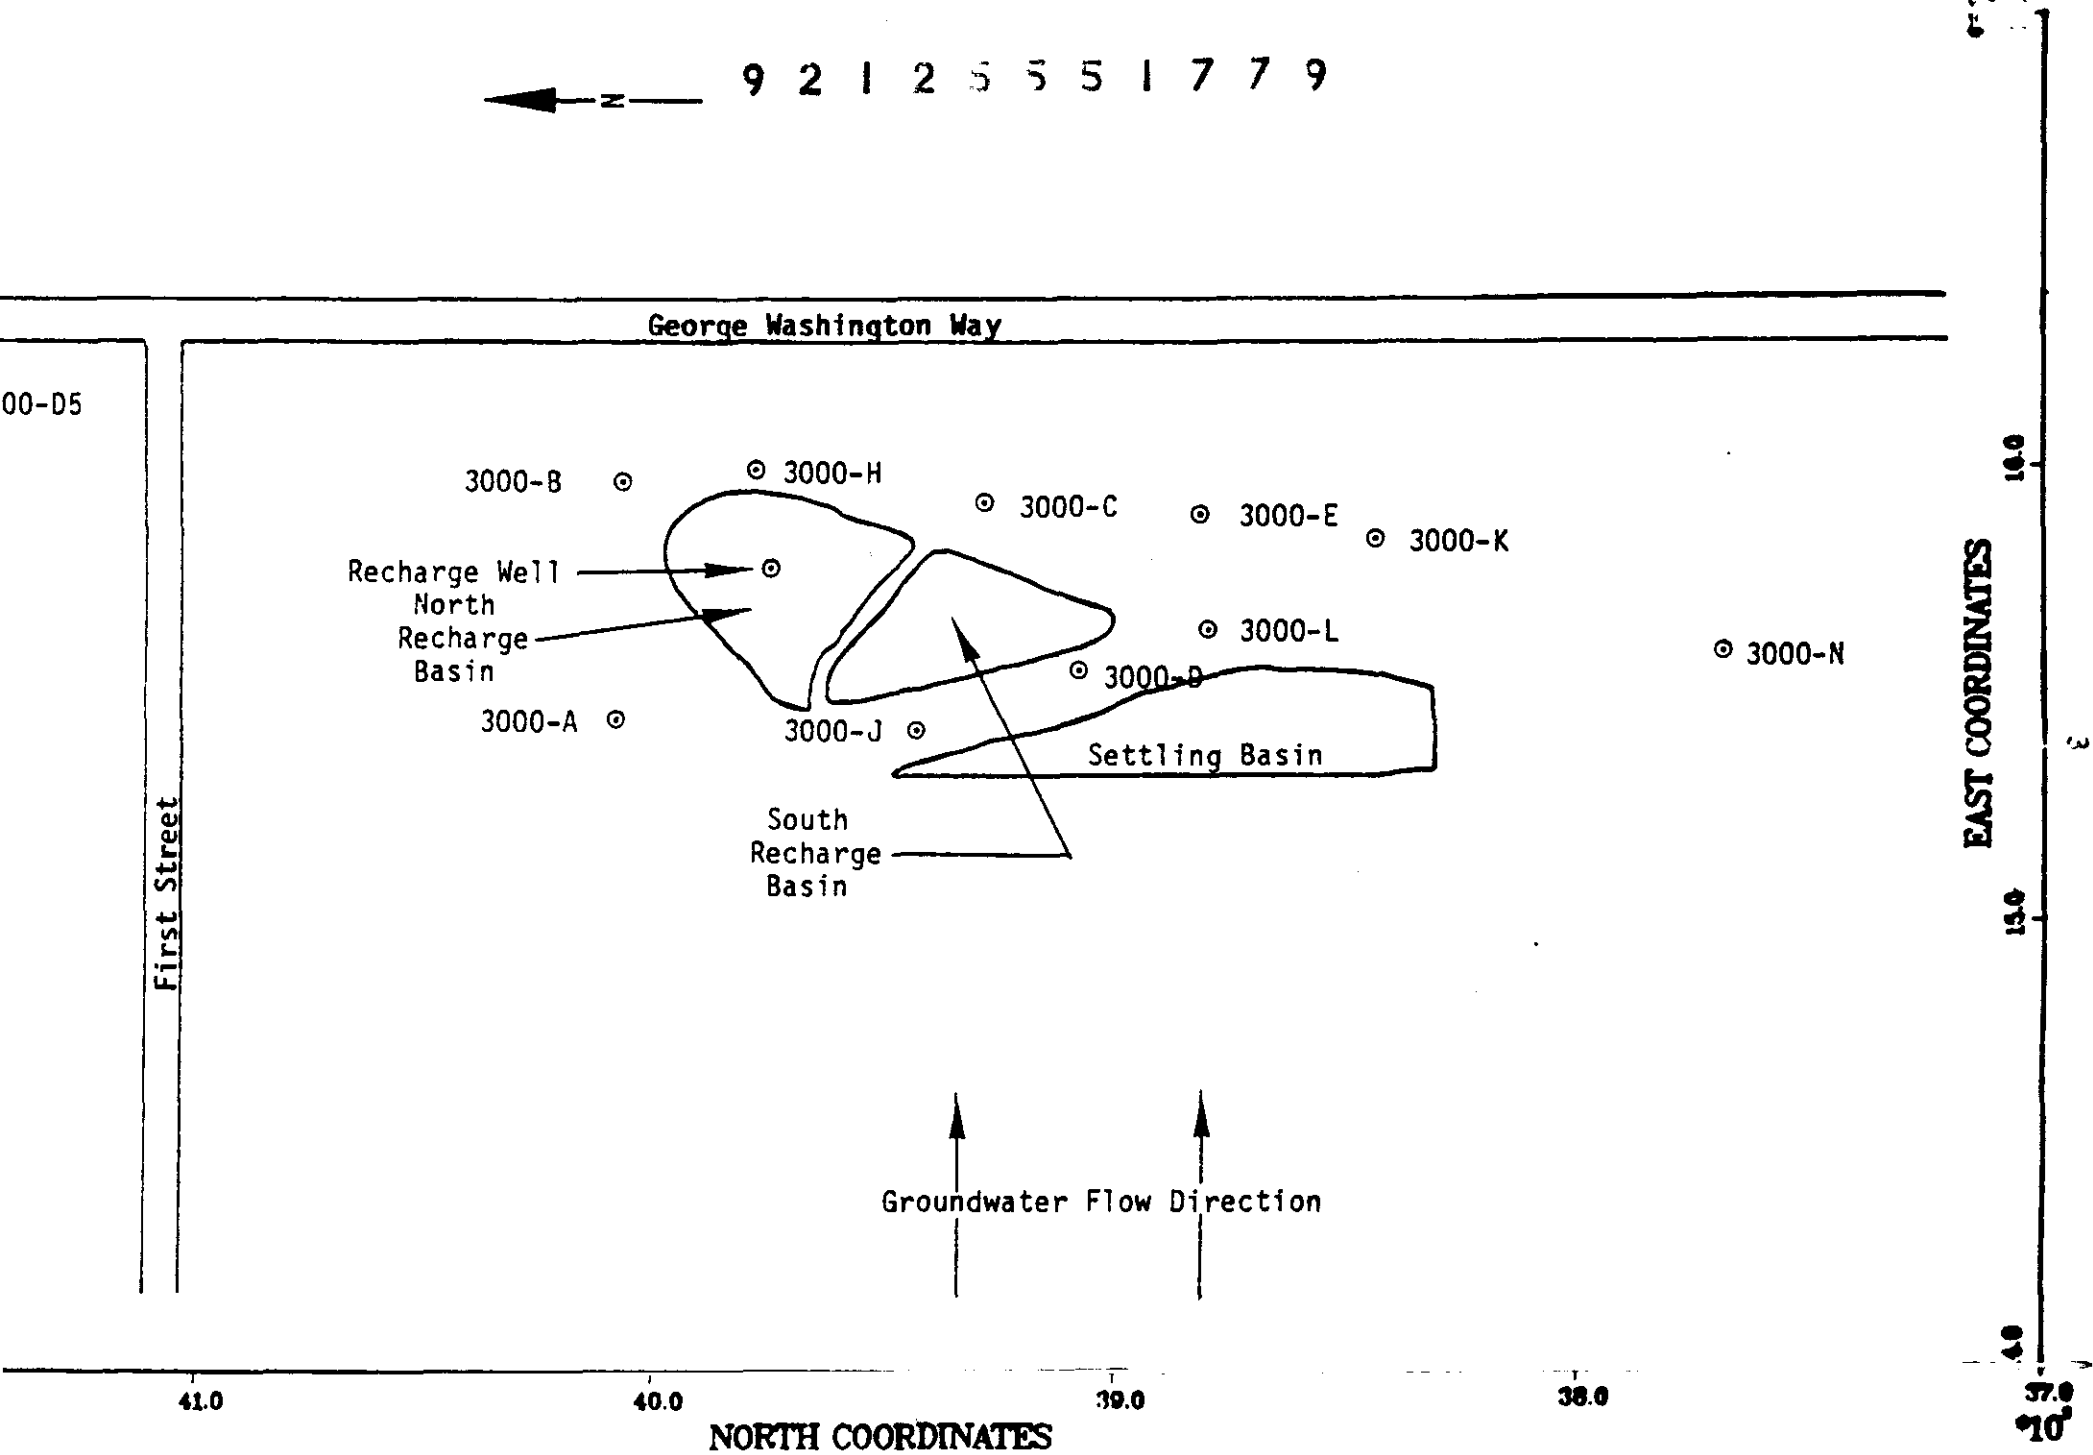 9 2 1 2 5 5 5 1 7 7 9
N
George Washington Way
00-D5
16.0
3000-B
3000-H
3000-C
3000-E
3000-K
Recharge Well
North
Recharge
Basin
3000-L
3000-N
3000-D
3000-A
3000-J
Settling Basin
EAST COORDINATES
3
South
Recharge
Basin
First Street
15.0
Groundwater Flow Direction
41.0
40.0
39.0
38.0
37.0
NORTH COORDINATES